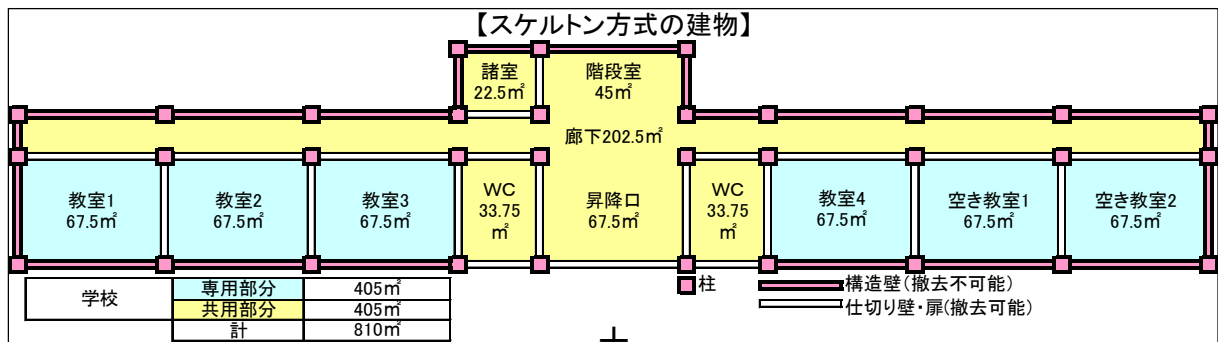 【スケルトン方式の建物】
諸室
22.5㎡
階段室
45㎡
廊下202.5㎡
教室1
67.5㎡
教室2
67.5㎡
教室3
67.5㎡
WC
33.75
㎡
昇降口
67.5㎡
WC
33.75
㎡
教室4
67.5㎡
空き教室1
67.5㎡
空き教室2
67.5㎡
学校
専用部分 405㎡
共用部分 405㎡
計 810㎡
柱
構造壁(撤去不可能)
仕切り壁・扉(撤去可能)